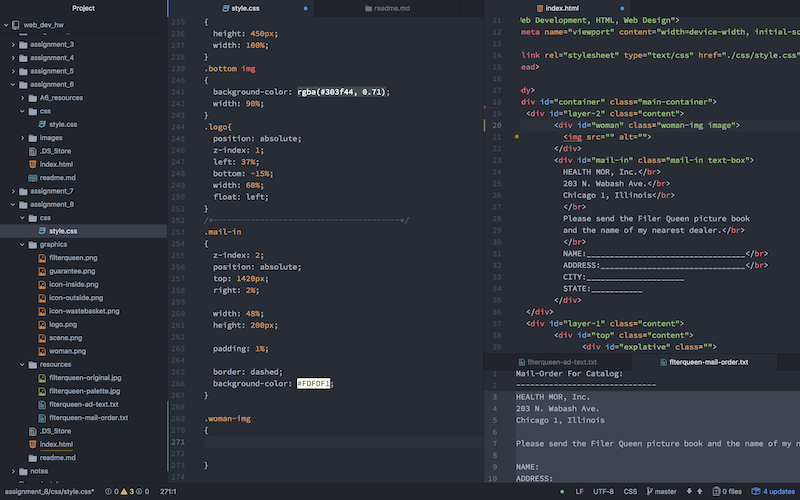 Project
web_dev_hw
assignment_3
assignment_4
assignment_5
assignment_6
A6_resources
css
style.css
images
.DS_Store
index.html
readme.md
assignment_7
assignment_8
css
style.css
graphics
filterqueen.png
guarantee.png
icon-inside.png
icon-outside.png
icon-wastebasket.png
logo.png
scene.png
woman.png
resources
filterqueen-original.jpg
filterqueen-palette.jpg
filterqueen-ad-text.txt
filterqueen-mail-order.txt
.DS_Store
index.html
readme.md
notes
style.css
readme.md
235 {
236 height: 450px;
237 width: 100%;
238 }
239 .bottom img
240 {
241 background-color: rgba(#303f44, 0.71);
242 width: 90%;
243 }
244 .logo{
245 position: absolute;
246 z-index: 1;
247 left: 37%;
248 bottom: -15%;
249 width: 60%;
250 float: left;
251 }
252 /*------------------------------------*/
253 .mail-in
254 {
255 z-index: 2;
256 position: absolute;
257 top: 1420px;
258 right: 2%;
259
260 width: 48%;
261 height: 200px;
262
263 padding: 1%;
264
265 border: dashed;
266 background-color: #FDFDF1;
267 }
268
269 .woman-img
270 {
271
}
index.html
11 Web Development, HTML, Web Design">
12 meta name="viewport" content="width=device-width, initial-sc
13
14 link rel="stylesheet" type="text/css" href="./css/style.css"
15 ead>
16
17 dy>
18 div id="container" class="main-container">
19 <div id="layer-2" class="content">
20 <div id="woman" class="woman-img image">
21 <img src="" alt="">
22 </div>
23 <div id="mail-in" class="mail-in text-box">
24 HEALTH MOR, Inc.</br>
25 203 N. Wabash Ave.</br>
26 Chicago 1, Illinois</br>
27 </br>
28 Please send the Filer Queen picture book
29 and the name of my nearest dealer.</br>
30 </br>
31 NAME:______________________________</br>
32 ADDRESS:___________________________</br>
33 CITY:___________________
34 STATE:__________
35 </div>
36 </div>
37 <div id="layer-1" class="content">
38 <div id="top" class="content">
39 <div id="explative" class="">
filterqueen-ad-text.txt
filterqueen-mail-order.txt
1 Mail-Order For Catalog:
2 -----------------------------
3 HEALTH MOR, Inc.
4 203 N. Wabash Ave.
5 Chicago 1, Illinois
6
7 Please send the Filer Queen picture book and the name of my n
8
9 NAME:
10 ADDRESS:
assignment_8/css/style.css* 0 3 0 271:1
LF UTF-8 CSS master 0 files 4 updates